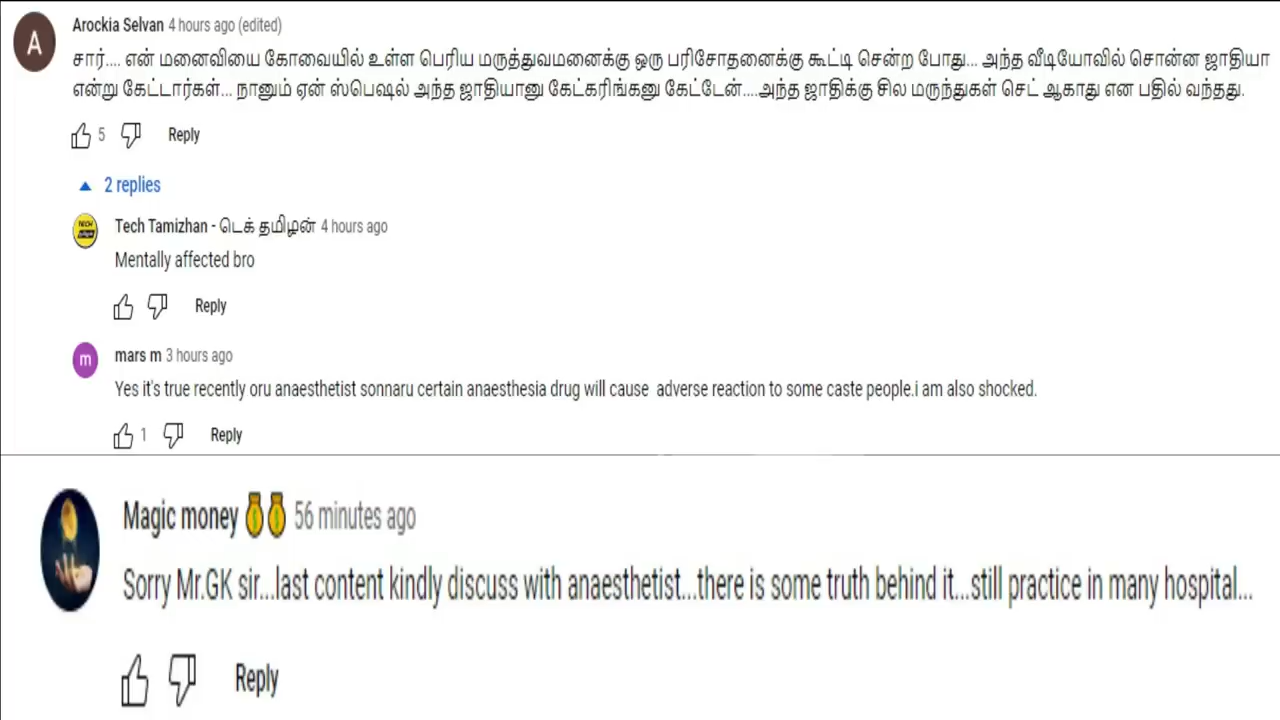 Arockia Selvan 4 hours ago (edited)
சார்.... என் மனைவியை கோவையில் உள்ள பெரிய மருத்துவமனைக்கு ஒரு பரிசோதனைக்கு கூட்டி சென்ற போது... அந்த வீடியோவில் சொன்ன ஜாதியா
என்று கேட்டார்கள்... நானும் ஏன் ஸ்பெஷல் அந்த ஜாதியானு கேட்கரிங்கனு கேட்டேன்....அந்த ஜாதிக்கு சில மருந்துகள் செட் ஆகாது என பதில் வந்தது.
5 Reply
2 replies
Tech Tamizhan - டெக் தமிழன் 4 hours ago
Mentally affected bro
Reply
mars m 3 hours ago
Yes it's true recently oru anaesthetist sonnaru certain anaesthesia drug will cause adverse reaction to some caste people.i am also shocked.
1 Reply
Magic money 💰💰 56 minutes ago
Sorry Mr.GK sir...last content kindly discuss with anaesthetist...there is some truth behind it...still practice in many hospital...
Reply